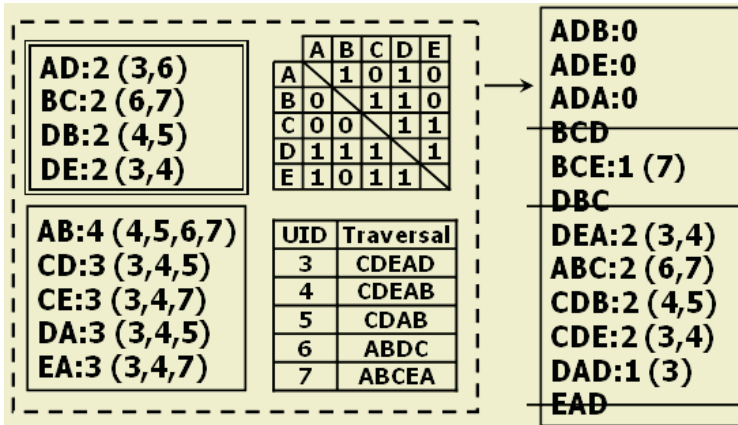 AD:2 (3,6)
BC:2 (6,7)
DB:2 (4,5)
DE:2 (3,4)
A B C D E
A 1 0 1 0
B 0 1 1 0
C 0 0 1 1
D 1 1 1 1
E 1 0 1 1
AB:4 (4,5,6,7)
CD:3 (3,4,5)
CE:3 (3,4,7)
DA:3 (3,4,5)
EA:3 (3,4,7)
UID Traversal
3 CDEAD
4 CDEAB
5 CDAB
6 ABDC
7 ABCEA
ADB:0
ADE:0
ADA:0
BCD
BCE:1 (7)
DBC
DEA:2 (3,4)
ABC:2 (6,7)
CDB:2 (4,5)
CDE:2 (3,4)
DAD:1 (3)
EAD